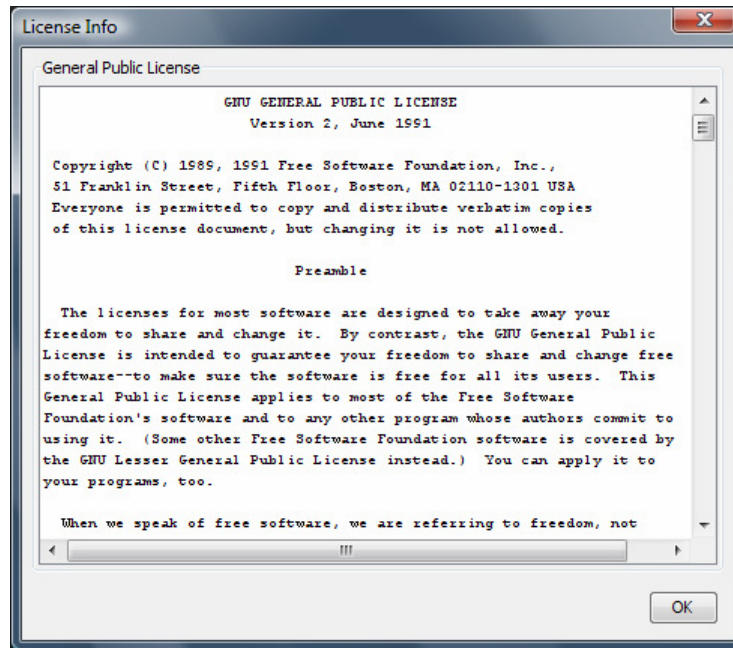 License Info
General Public License
GNU GENERAL PUBLIC LICENSE
Version 2, June 1991
Copyright (C) 1989, 1991 Free Software Foundation, Inc.,
51 Franklin Street, Fifth Floor, Boston, MA 02110-1301 USA
Everyone is permitted to copy and distribute verbatim copies
of this license document, but changing it is not allowed.
Preamble
The licenses for most software are designed to take away your
freedom to share and change it.  By contrast, the GNU General Public
License is intended to guarantee your freedom to share and change free
software--to make sure the software is free for all its users.  This
General Public License applies to most of the Free Software
Foundation's software and to any other program whose authors commit to
using it.  (Some other Free Software Foundation software is covered by
the GNU Lesser General Public License instead.)  You can apply it to
your programs, too.
When we speak of free software, we are referring to freedom, not
OK